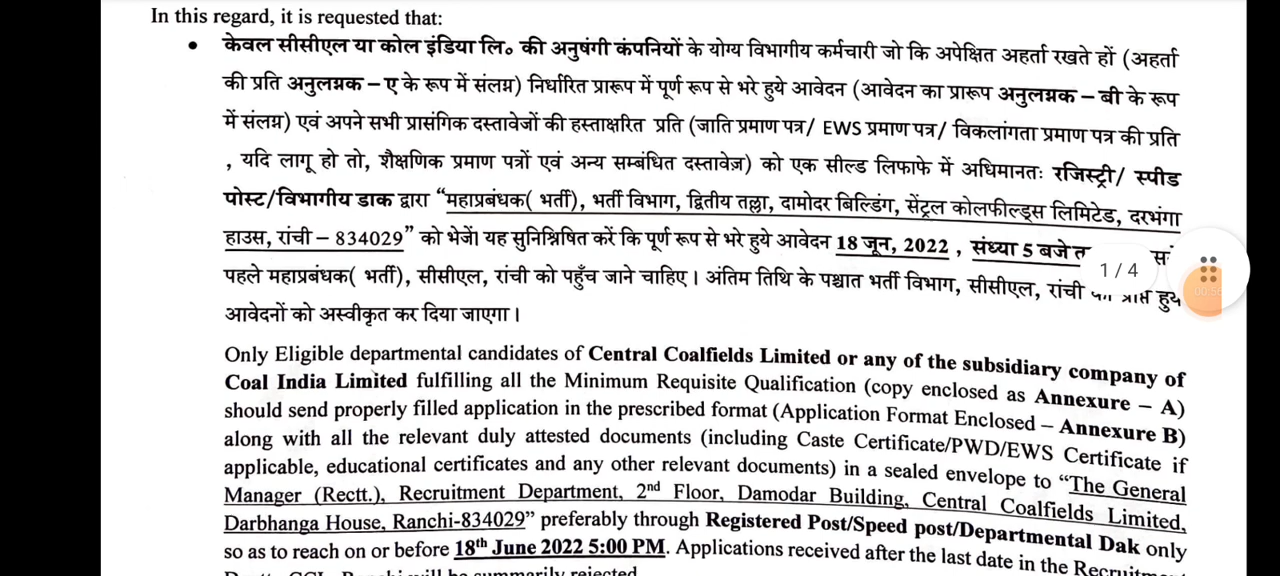 In this regard, it is requested that:
• केवल सीसीएल या कोल इंडिया लि० की अनुषंगी कंपनियों के योग्य विभागीय कर्मचारी जो कि अपेक्षित अहर्ता रखते हों (अहर्ता
की प्रति अनुलग्नक – ए के रूप में संलग्न) निर्धारित प्रारूप में पूर्ण रूप से भरे हुये आवेदन (आवेदन का प्रारूप अनुलग्नक – बी के रूप
में संलग्न) एवं अपने सभी प्रासंगिक दस्तावेजों की हस्ताक्षरित प्रति (जाति प्रमाण पत्र/ EWS प्रमाण पत्र/ विकलांगता प्रमाण पत्र की प्रति
, यदि लागू हो तो, शैक्षणिक प्रमाण पत्रों एवं अन्य सम्बंधित दस्तावेज़) को एक सील्ड लिफाफे में अधिमानतः रजिस्ट्री/ स्पीड
पोस्ट/विभागीय डाक द्वारा “महाप्रबंधक( भर्ती), भर्ती विभाग, द्वितीय तल्ला, दामोदर बिल्डिंग, सेंट्रल कोलफील्ड्स लिमिटेड, दरभंगा
हाउस, रांची – 834029” को भेजें। यह सुनिश्चित करें कि पूर्ण रूप से भरे हुये आवेदन 18 जून, 2022 , संध्या 5 बजे
1 / 4
00:56
पहले महाप्रबंधक( भर्ती), सीसीएल, रांची को पहुँच जाने चाहिए। अंतिम तिथि के पश्चात भर्ती विभाग, सीसीएल, रांची हुये
आवेदनों को अस्वीकृत कर दिया जाएगा।
Only Eligible departmental candidates of Central Coalfields Limited or any of the subsidiary company of
Coal India Limited fulfilling all the Minimum Requisite Qualification (copy enclosed as Annexure – A)
should send properly filled application in the prescribed format (Application Format Enclosed – Annexure B)
along with all the relevant duly attested documents (including Caste Certificate/PWD/EWS Certificate if
applicable, educational certificates and any other relevant documents) in a sealed envelope to “The General
Manager (Rectt.), Recruitment Department, 2nd Floor, Damodar Building, Central Coalfields Limited,
Darbhanga House, Ranchi-834029” preferably through Registered Post/Speed post/Departmental Dak only
so as to reach on or before 18th June 2022 5:00 PM. Applications received after the last date in the
summarily rejected